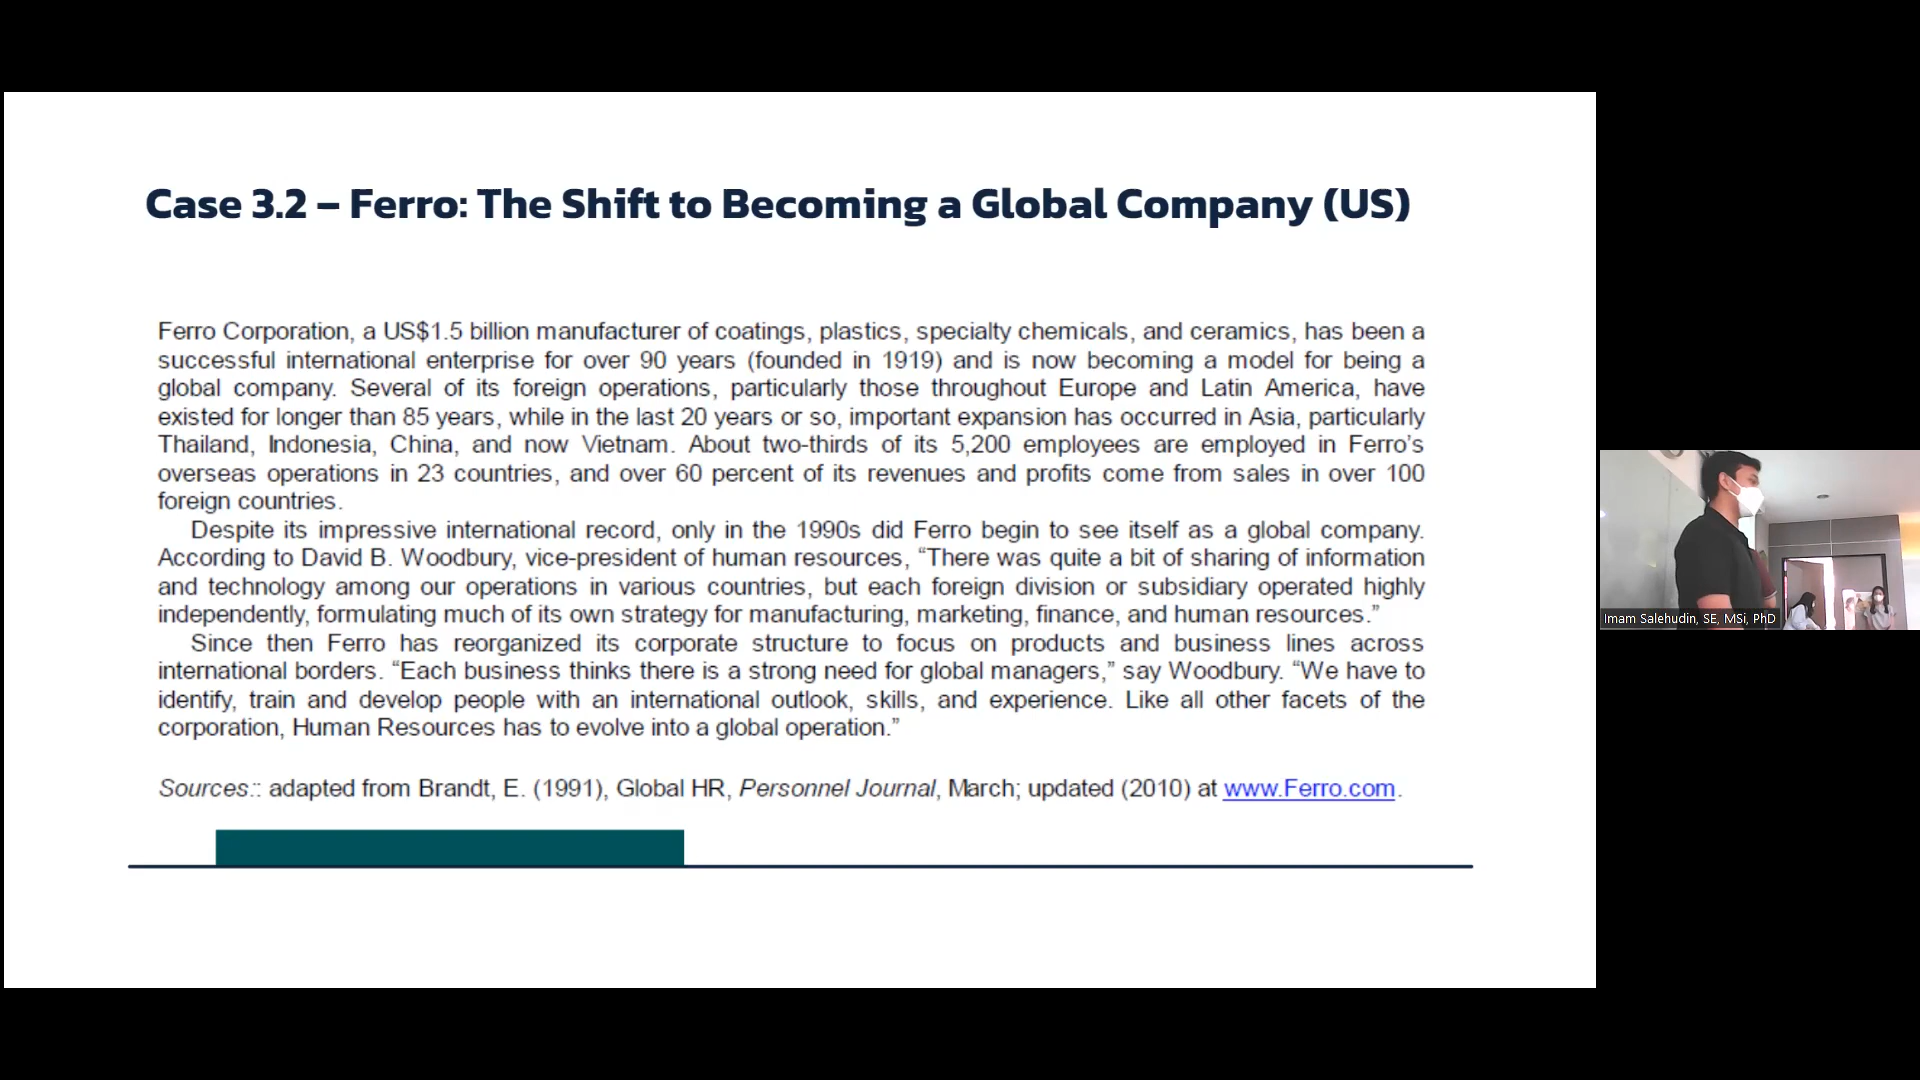 Case 3.2 – Ferro: The Shift to Becoming a Global Company (US)
Ferro Corporation, a US$1.5 billion manufacturer of coatings, plastics, specialty chemicals, and ceramics, has been a
successful international enterprise for over 90 years (founded in 1919) and is now becoming a model for being a
global company. Several of its foreign operations, particularly those throughout Europe and Latin America, have
existed for longer than 85 years, while in the last 20 years or so, important expansion has occurred in Asia, particularly
Thailand, Indonesia, China, and now Vietnam. About two-thirds of its 5,200 employees are employed in Ferro's
overseas operations in 23 countries, and over 60 percent of its revenues and profits come from sales in over 100
foreign countries.
Despite its impressive international record, only in the 1990s did Ferro begin to see itself as a global company.
According to David B. Woodbury, vice-president of human resources, “There was quite a bit of sharing of information
and technology among our operations in various countries, but each foreign division or subsidiary operated highly
independently, formulating much of its own strategy for manufacturing, marketing, finance, and human resources.”
Since then Ferro has reorganized its corporate structure to focus on products and business lines across
international borders. “Each business thinks there is a strong need for global managers,” say Woodbury. “We have to
identify, train and develop people with an international outlook, skills, and experience. Like all other facets of the
corporation, Human Resources has to evolve into a global operation.”
Sources:: adapted from Brandt, E. (1991), Global HR, Personnel Journal, March; updated (2010) at www.Ferro.com.
Imam Salehudin, SE, MSi, PhD